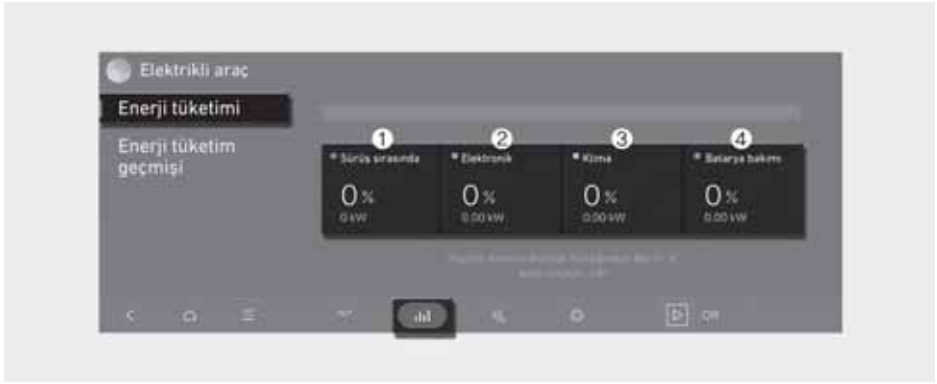 Elektrikli araç
Enerji tüketimi
Enerji tüketim
geçmişi
1 2 3 4
Sürüş sırasında Elektronik Klima Batarya bakımı
0 % 0 % 0 % 0 %
0 kW 0.00 kW 0.00 kW 0.00 kW
Off